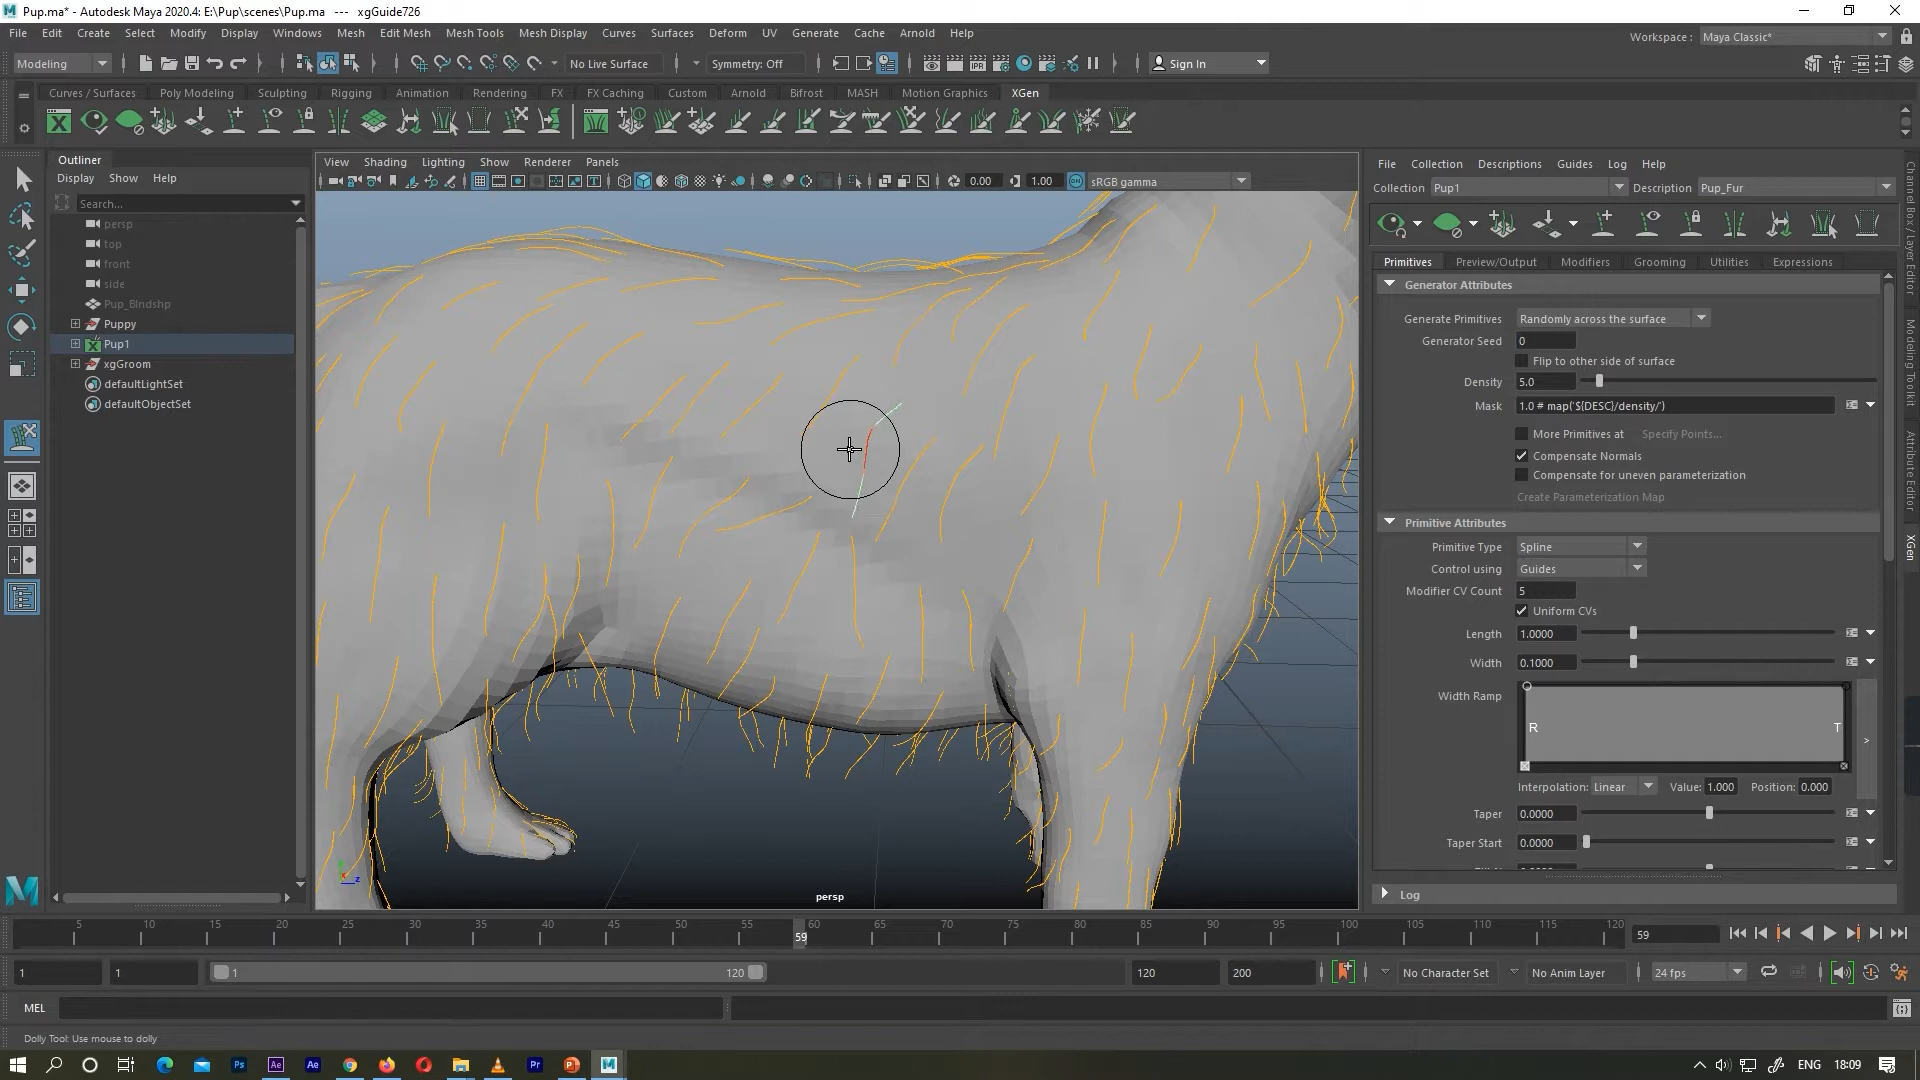 Pup.ma* - Autodesk Maya 2020.4: E:\Pup\scenes\Pup.ma   ---   xgGuide726
File Edit Create Select Modify Display Windows Mesh Edit Mesh Mesh Tools Mesh Display Curves Surfaces Deform UV Generate Cache Arnold Help
Workspace : Maya Classic*
Modeling No Live Surface Symmetry: Off Sign In
Curves / Surfaces Poly Modeling Sculpting Rigging Animation Rendering FX FX Caching Custom Arnold Bifrost MASH Motion Graphics XGen
Outliner
Display Show Help
Search...
persp
top
front
side
Pup_Blndshp
Puppy
Pup1
xgGroom
defaultLightSet
defaultObjectSet
View Shading Lighting Show Renderer Panels
0.00 1.00 sRGB gamma
persp
File Collection Descriptions Guides Log Help
Collection Pup1 Description Pup_Fur
Primitives Preview/Output Modifiers Grooming Utilities Expressions
Generator Attributes
Generate Primitives Randomly across the surface
Generator Seed 0
Flip to other side of surface
Density 5.0
Mask 1.0 # map('${DESC}/density/')
More Primitives at Specify Points...
Compensate Normals
Compensate for uneven parameterization
Create Parameterization Map
Primitive Attributes
Primitive Type Spline
Control using Guides
Modifier CV Count 5
Uniform CVs
Length 1.0000
Width 0.1000
Width Ramp
R T
Interpolation: Linear Value: 1.000 Position: 0.000
Taper 0.0000
Taper Start 0.0000
Log
Channel Box / Layer Editor
Modeling Toolkit
Attribute Editor
XGen
5 10 15 20 25 30 35 40 45 50 55 60 65 70 75 80 85 90 95 100 105 110 115 120
59
59
1 1 1 120 120 200 No Character Set No Anim Layer 24 fps
MEL
Dolly Tool: Use mouse to dolly
ENG 18:09